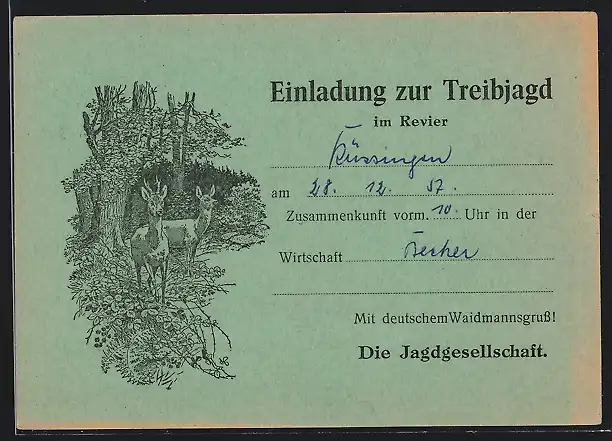 Einladung zur Treibjagd
im Revier
Küssingen
am 28. 12. 57.
Zusammenkunft vorm. 10. Uhr in der
Wirtschaft Becker
Mit deutschem Waidmannsgruß!
Die Jagdgesellschaft.